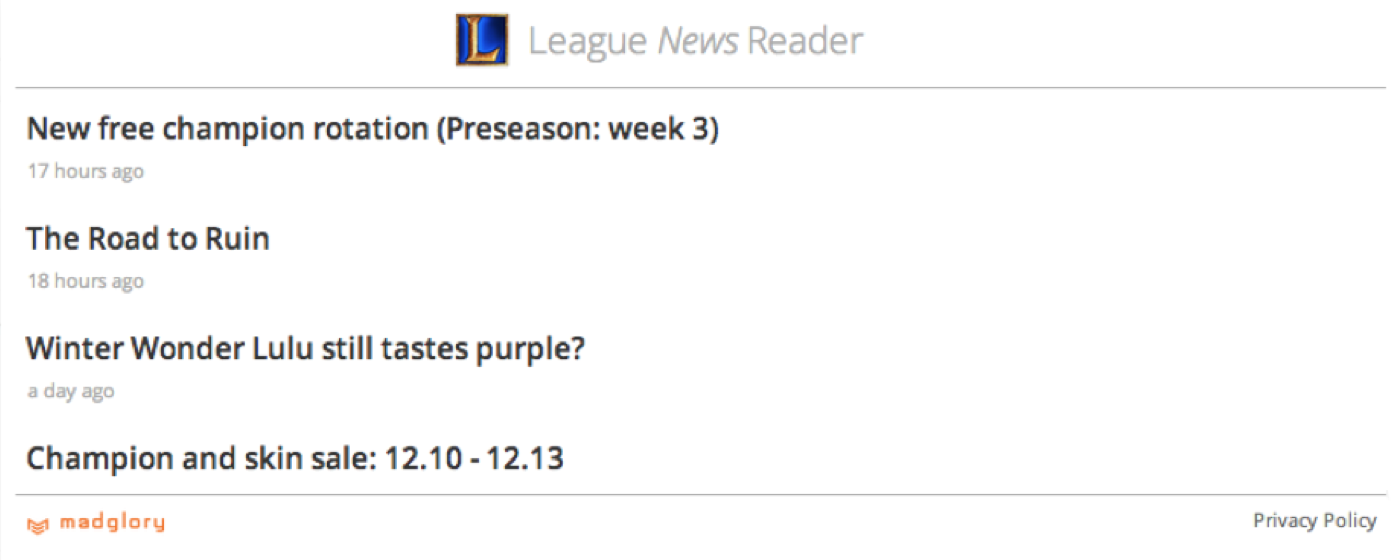 L League News Reader
New free champion rotation (Preseason: week 3)
17 hours ago
The Road to Ruin
18 hours ago
Winter Wonder Lulu still tastes purple?
a day ago
Champion and skin sale: 12.10 - 12.13
madglory Privacy Policy